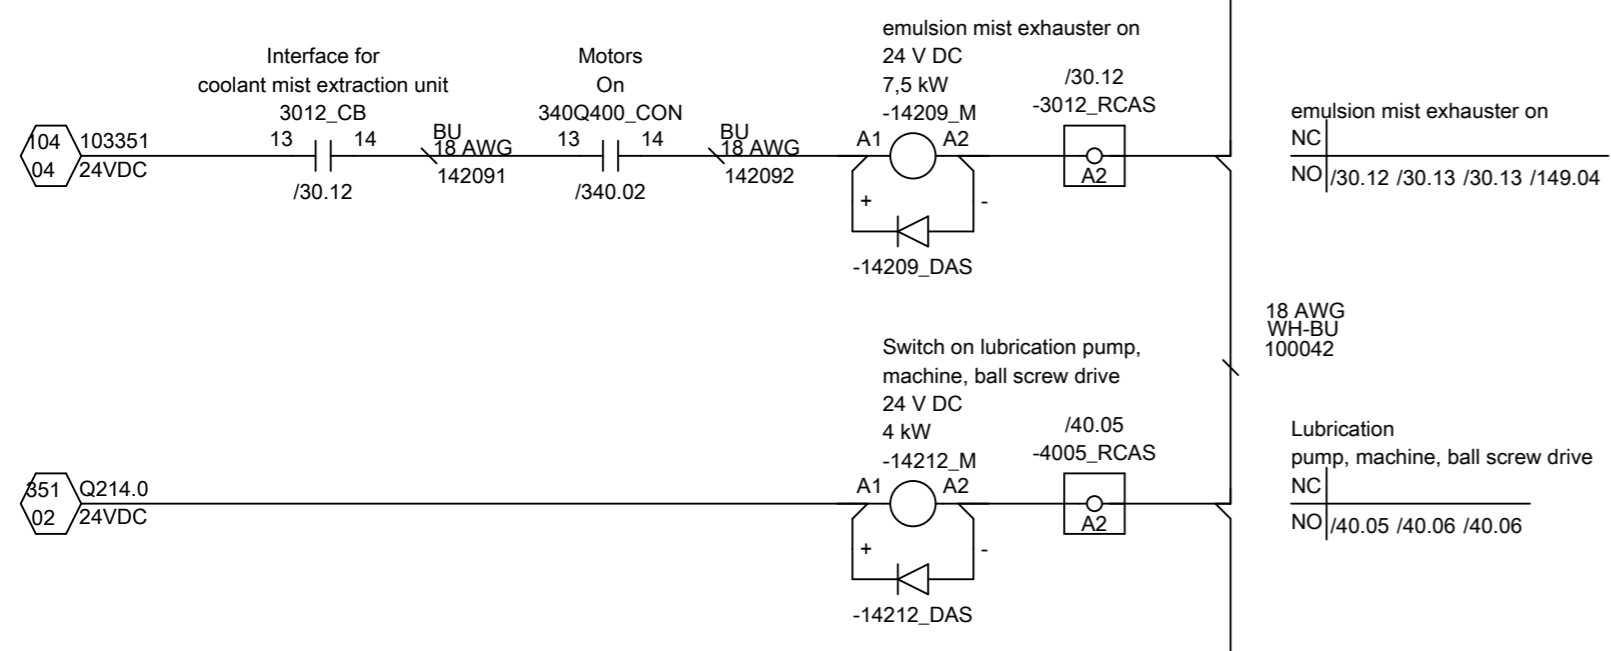 emulsion mist exhauster on
24 V DC
7,5 kW
-14209_M
Interface for
coolant mist extraction unit
3012_CB
Motors
On
340Q400_CON
/30.12
-3012_RCAS
104
04
103351
24VDC
13
14
/30.12
BU
18 AWG
142091
13
14
/340.02
BU
18 AWG
142092
A1
A2
+
-
-14209_DAS
A2
emulsion mist exhauster on
NC
NO /30.12 /30.13 /30.13 /149.04
18 AWG
WH-BU
100042
Switch on lubrication pump,
machine, ball screw drive
24 V DC
4 kW
-14212_M
/40.05
-4005_RCAS
351
02
Q214.0
24VDC
A1
A2
+
-
-14212_DAS
A2
Lubrication
pump, machine, ball screw drive
NC
NO /40.05 /40.06 /40.06